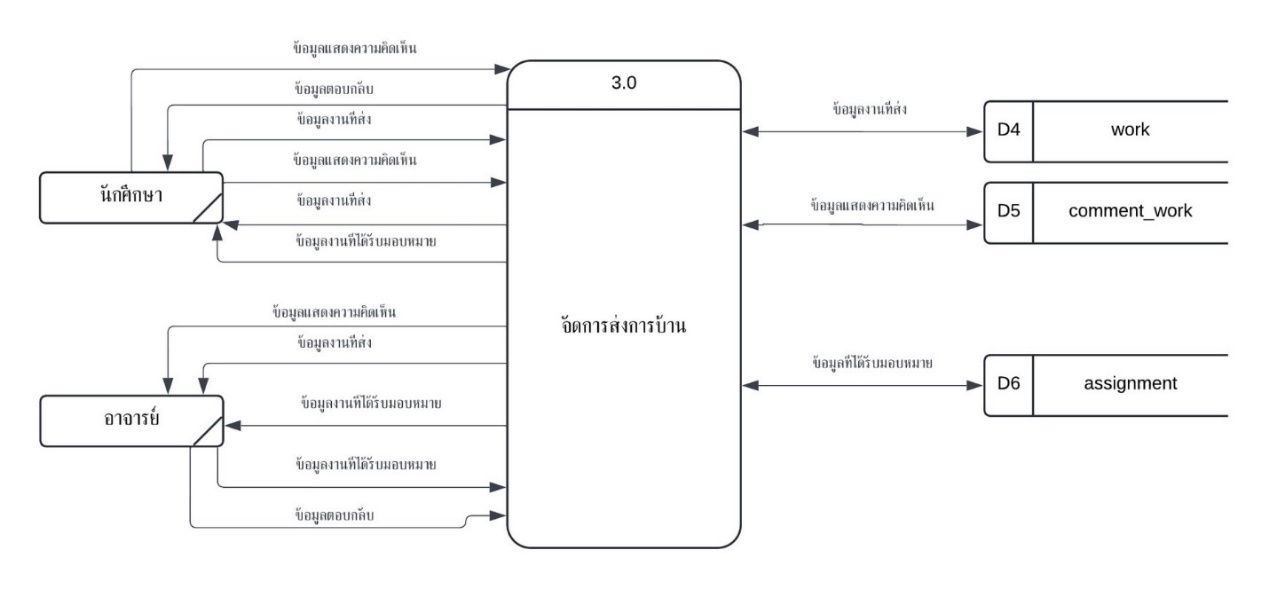 ข้อมูลแสดงความคิดเห็น
3.0
ข้อมูลตอบกลับ
ข้อมูลงานที่ส่ง
ข้อมูลงานที่ส่ง
D4
work
ข้อมูลแสดงความคิดเห็น
นักศึกษา
ข้อมูลงานที่ส่ง
ข้อมูลแสดงความคิดเห็น
D5
comment_work
ข้อมูลงานที่ได้รับมอบหมาย
ข้อมูลแสดงความคิดเห็น
จัดการส่งการบ้าน
ข้อมูลงานที่ส่ง
ข้อมูลที่ได้รับมอบหมาย
D6
assignment
ข้อมูลงานที่ได้รับมอบหมาย
อาจารย์
ข้อมูลงานที่ได้รับมอบหมาย
ข้อมูลตอบกลับ